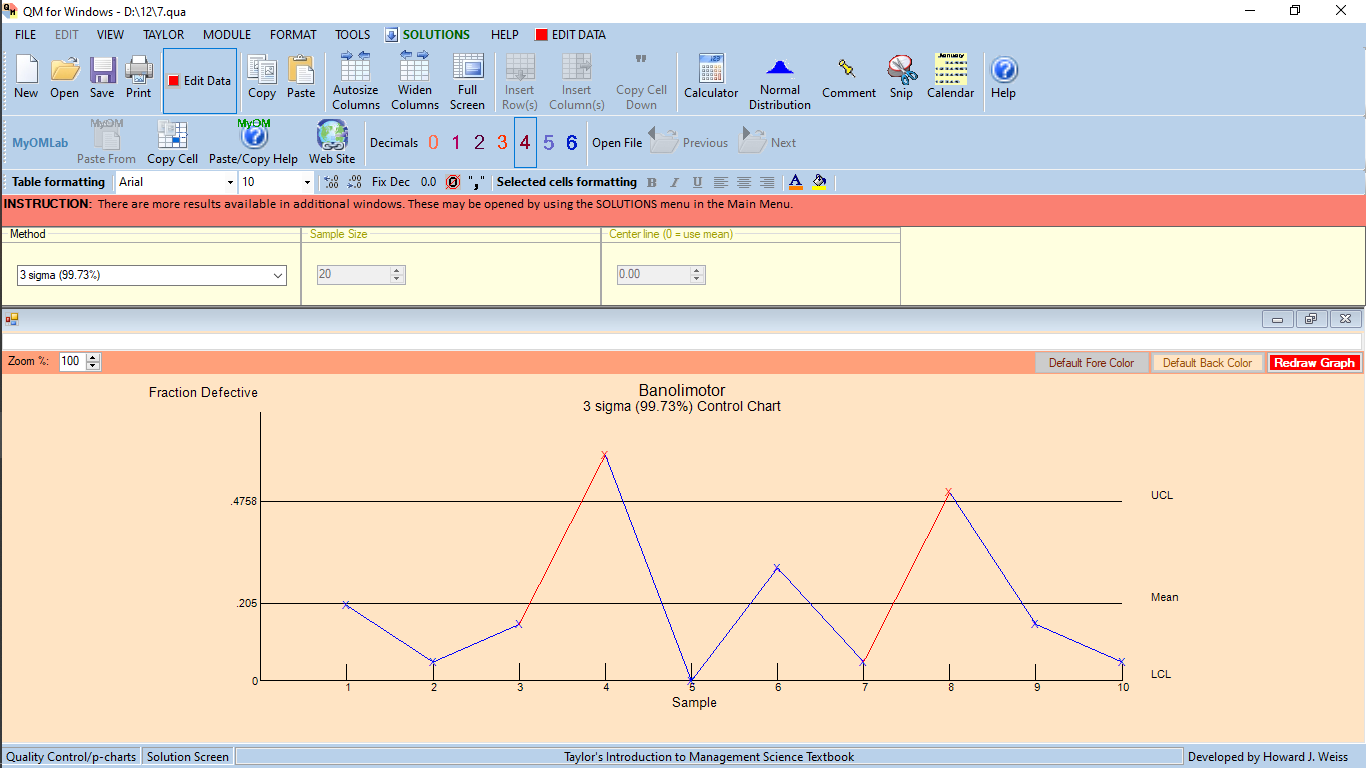 QM for Windows - D:\12\7.qua
FILE EDIT VIEW TAYLOR MODULE FORMAT TOOLS SOLUTIONS HELP EDIT DATA
New Open Save Print Edit Data Copy Paste Autosize Columns Widen Columns Full Screen Insert Row(s) Insert Column(s) Copy Cell Down Calculator Normal Distribution Comment Snip Calendar Help
MyOMLab Paste From Copy Cell Paste/Copy Help Web Site Decimals 0 1 2 3 4 5 6 Open File Previous Next
Table formatting Arial 10 Fix Dec 0.0 "," Selected cells formatting B I U A
INSTRUCTION: There are more results available in additional windows. These may be opened by using the SOLUTIONS menu in the Main Menu.
Method Sample Size Center line (0 = use mean)
3 sigma (99.73%) 20 0.00
Zoom %: 100 Default Fore Color Default Back Color Redraw Graph
Fraction Defective
Banolimotor
3 sigma (99.73%) Control Chart
.4758 UCL
.205 Mean
0 LCL
1 2 3 4 5 6 7 8 9 10
Sample
Quality Control/p-charts Solution Screen Taylor's Introduction to Management Science Textbook Developed by Howard J. Weiss